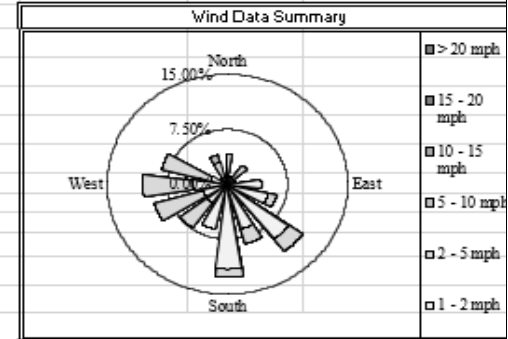 Wind Data Summary
North
15.00%
7.50%
West
0.00%
East
South
> 20 mph
15 - 20
mph
10 - 15
mph
5 - 10 mph
2 - 5 mph
1 - 2 mph